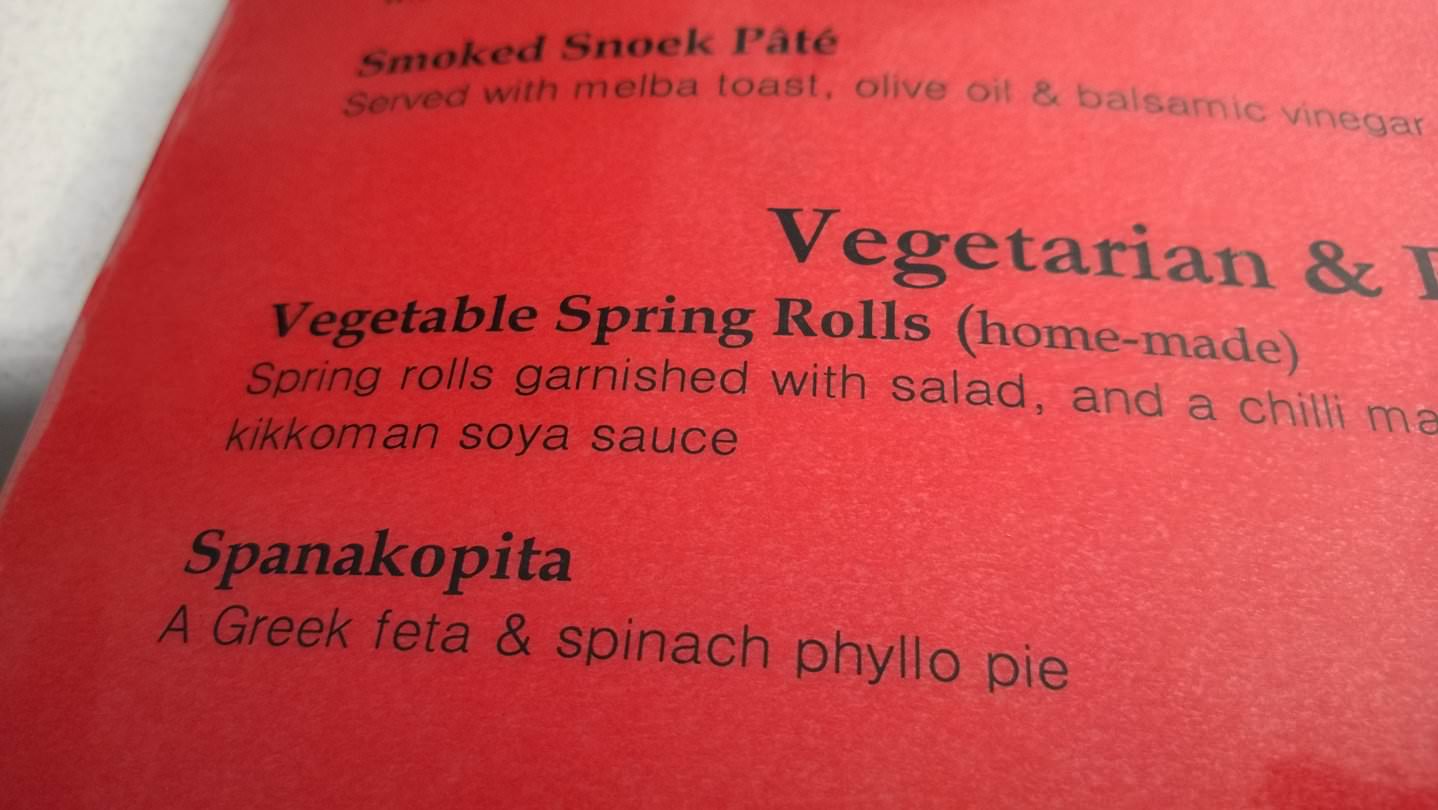 Smoked Snoek Pâté
Served with melba toast, olive oil & balsamic vinegar
Vegetarian &
Vegetable Spring Rolls (home-made)
Spring rolls garnished with salad, and a chilli
kikkoman soya sauce
Spanakopita
A Greek feta & spinach phyllo pie